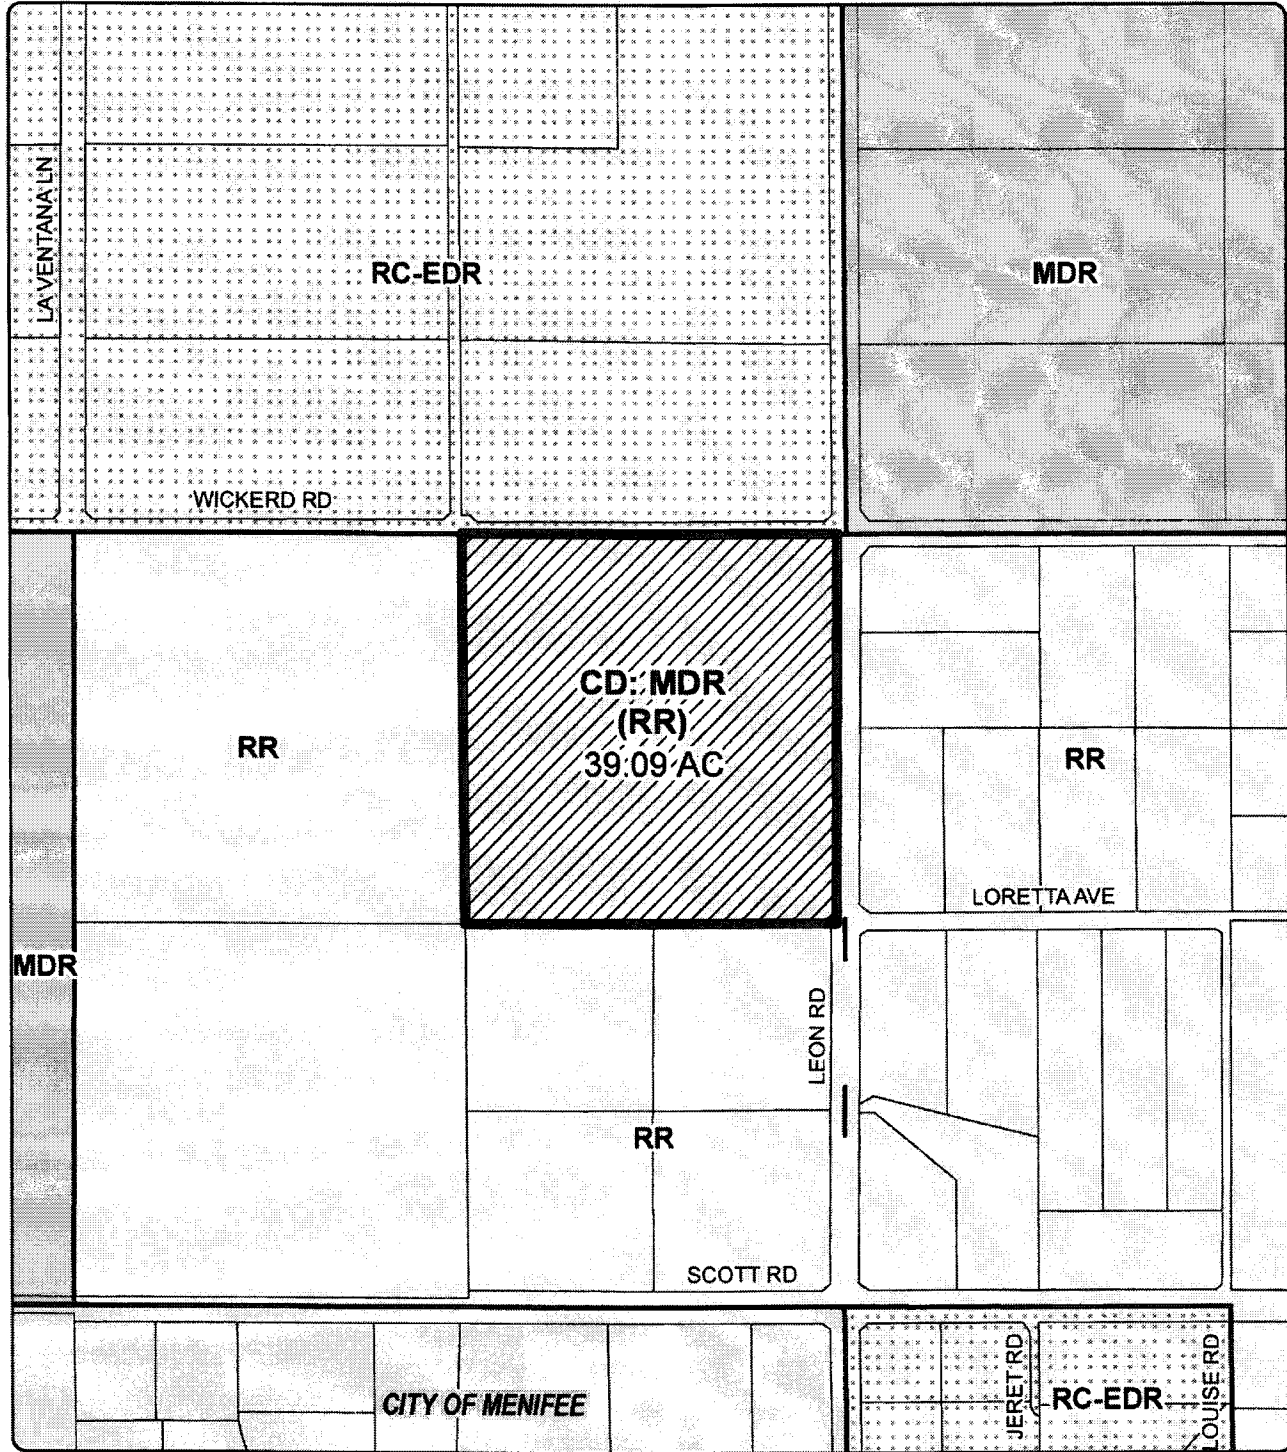 LA VENTANA LN
RC-EDR
MDR
WICKERD RD
CD: MDR
(RR)
39.09 AC
RR
RR
LORETTA AVE
MDR
LEON RD
RR
SCOTT RD
CITY OF MENIFEE
JERET RD
RC-EDR
LOUISE RD